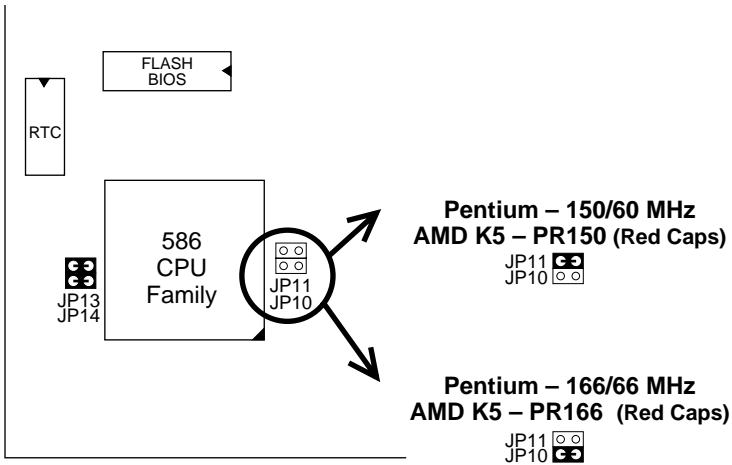 FLASH
BIOS
RTC
586
CPU
Family
JP13
JP14
JP11
JP10
Pentium – 150/60 MHz
AMD K5 – PR150 (Red Caps)
JP11
JP10
Pentium – 166/66 MHz
AMD K5 – PR166 (Red Caps)
JP11
JP10